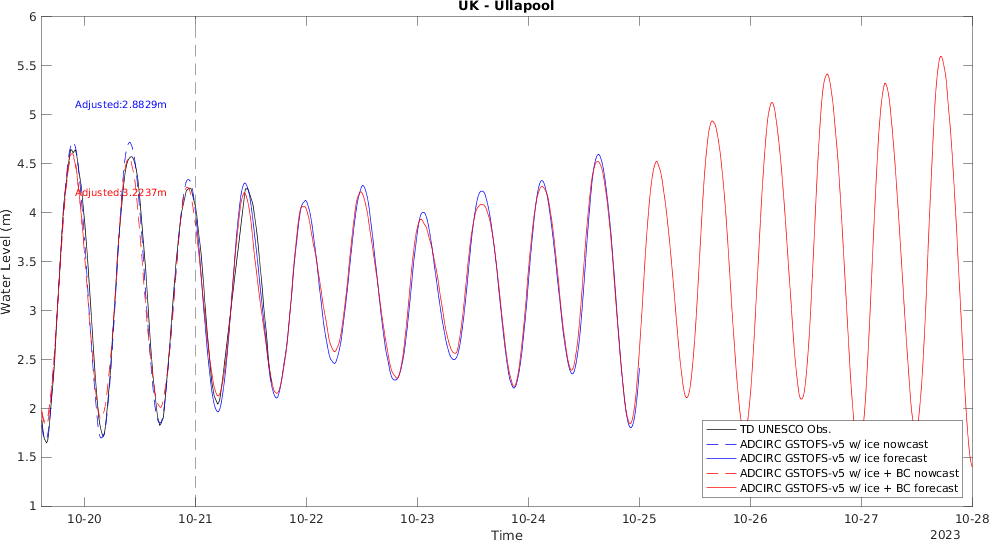 UK - Ullapool
6
5.5
5
4.5
4
3.5
3
2.5
2
1.5
1
Water Level (m)
Adjusted:2.8829m
Adjusted:3.2237m
TD UNESCO Obs.
ADCIRC GSTOFS-v5 w/ ice nowcast
ADCIRC GSTOFS-v5 w/ ice forecast
ADCIRC GSTOFS-v5 w/ ice + BC nowcast
ADCIRC GSTOFS-v5 w/ ice + BC forecast
10-20 10-21 10-22 10-23 10-24 10-25 10-26 10-27 10-28
Time
2023